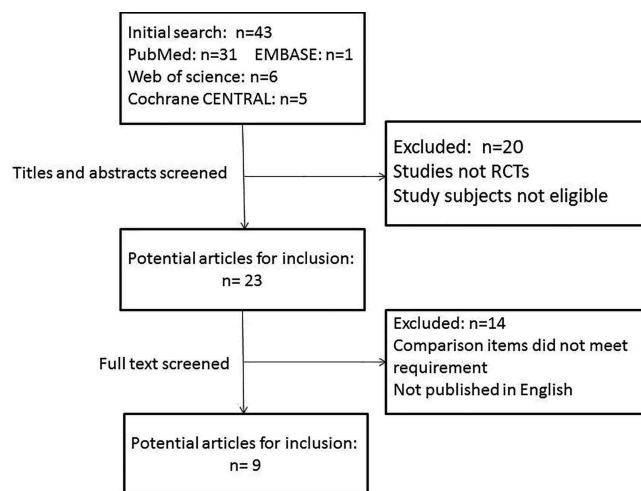 Initial search: n=43
PubMed: n=31 EMBASE: n=1
Web of science: n=6
Cochrane CENTRAL: n=5
Titles and abstracts screened
Excluded: n=20
Studies not RCTs
Study subjects not eligible
Potential articles for inclusion:
n= 23
Full text screened
Excluded: n=14
Comparison items did not meet
requirement
Not published in English
Potential articles for inclusion:
n= 9